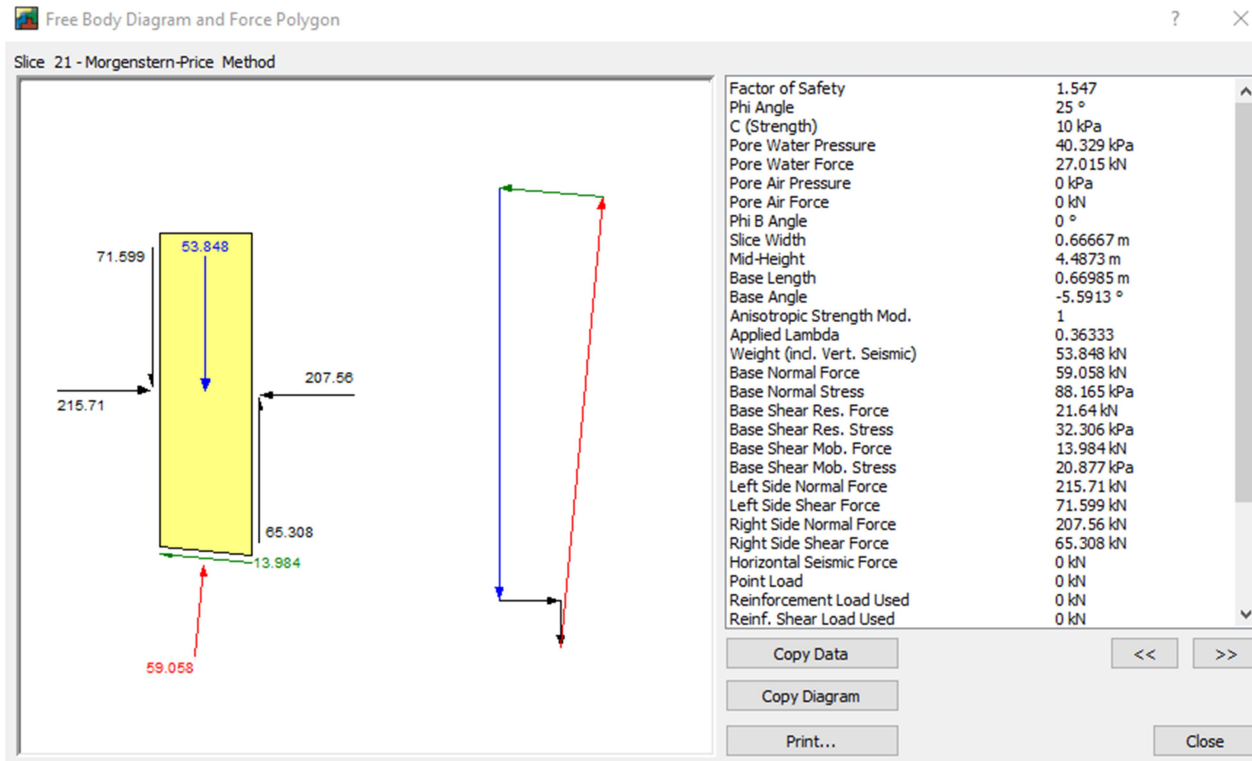 Free Body Diagram and Force Polygon
Slice 21 - Morgenstern-Price Method
71.599
53.848
215.71
207.56
65.308
13.984
59.058
Factor of Safety 1.547
Phi Angle 25 °
C (Strength) 10 kPa
Pore Water Pressure 40.329 kPa
Pore Water Force 27.015 kN
Pore Air Pressure 0 kPa
Pore Air Force 0 kN
Phi B Angle 0 °
Slice Width 0.66667 m
Mid-Height 4.4873 m
Base Length 0.66985 m
Base Angle -5.5913 °
Anisotropic Strength Mod. 1
Applied Lambda 0.36333
Weight (incl. Vert. Seismic) 53.848 kN
Base Normal Force 59.058 kN
Base Normal Stress 88.165 kPa
Base Shear Res. Force 21.64 kN
Base Shear Res. Stress 32.306 kPa
Base Shear Mob. Force 13.984 kN
Base Shear Mob. Stress 20.877 kPa
Left Side Normal Force 215.71 kN
Left Side Shear Force 71.599 kN
Right Side Normal Force 207.56 kN
Right Side Shear Force 65.308 kN
Horizontal Seismic Force 0 kN
Point Load 0 kN
Reinforcement Load Used 0 kN
Reinf. Shear Load Used 0 kN
Copy Data << >>
Copy Diagram
Print... Close